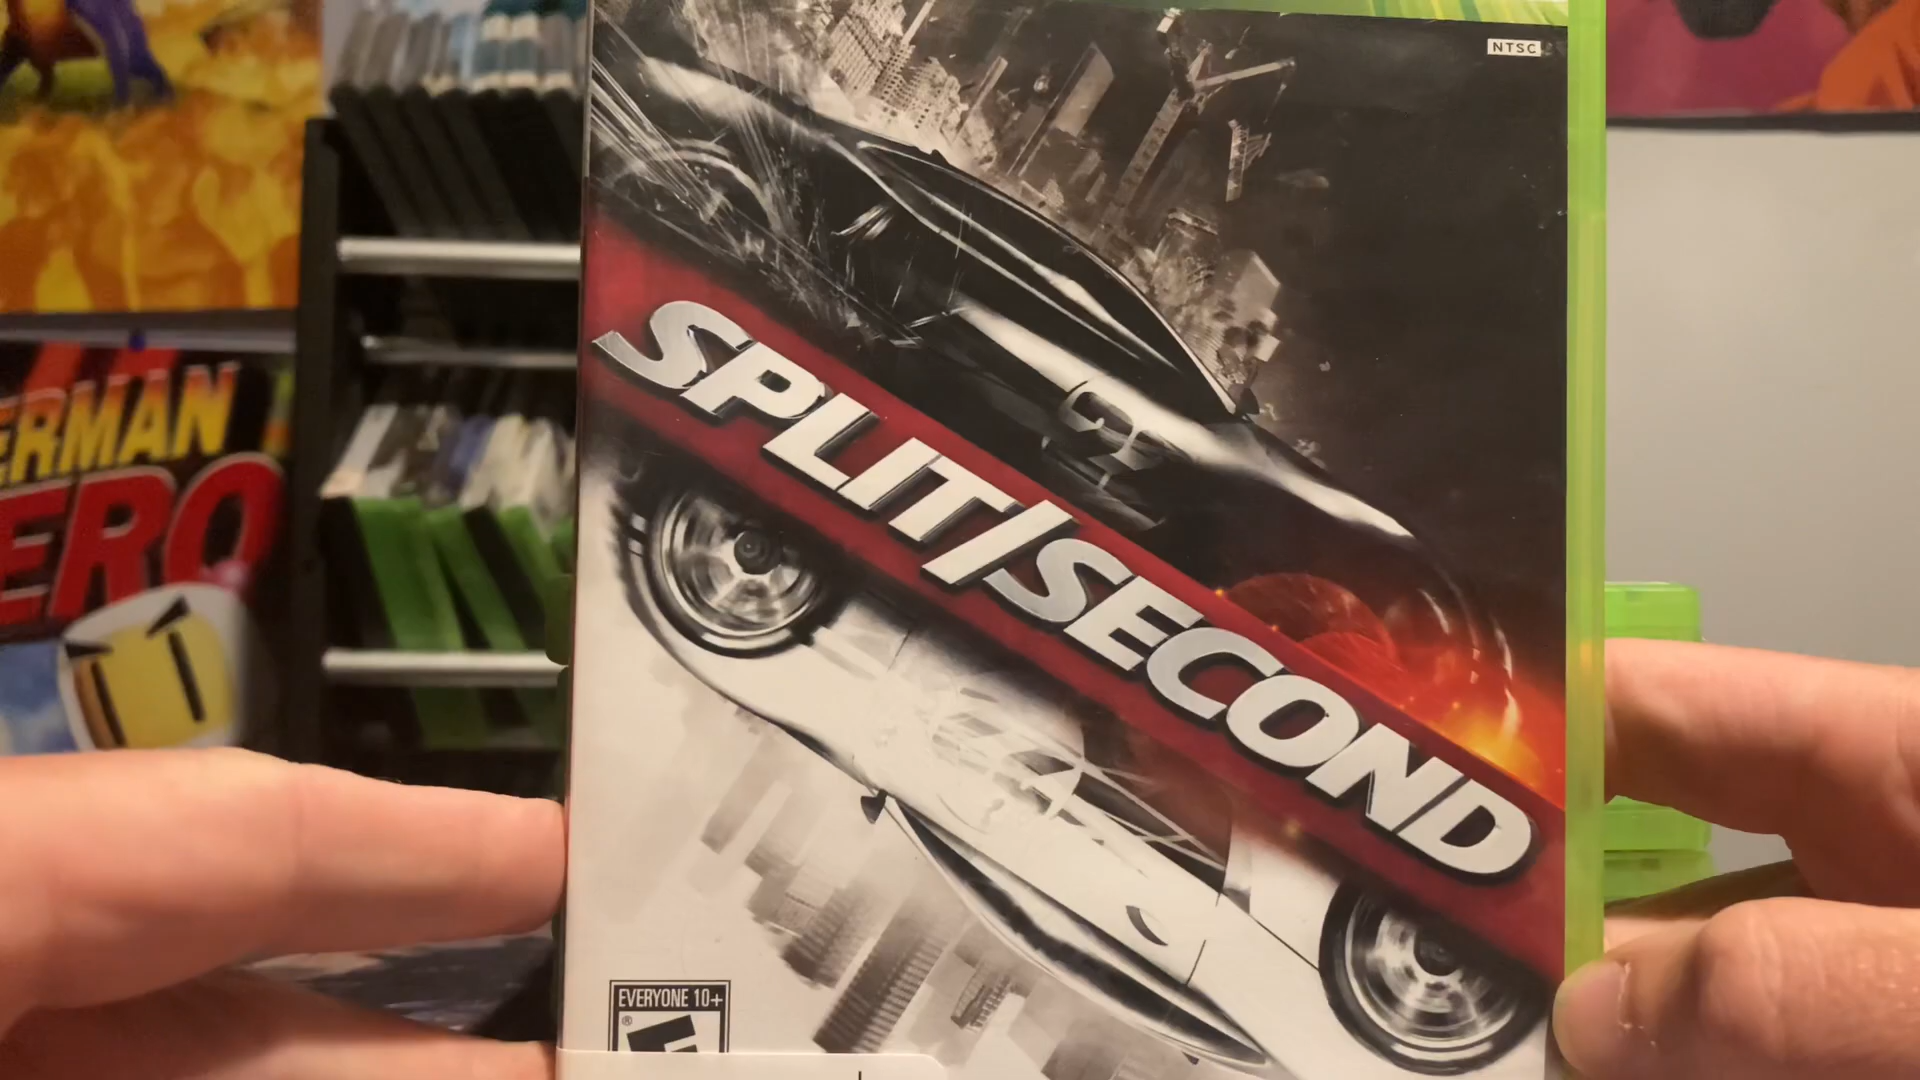 NTSC
SPLIT/SECOND
ERMAN
ERO
EVERYONE 10+
E
®